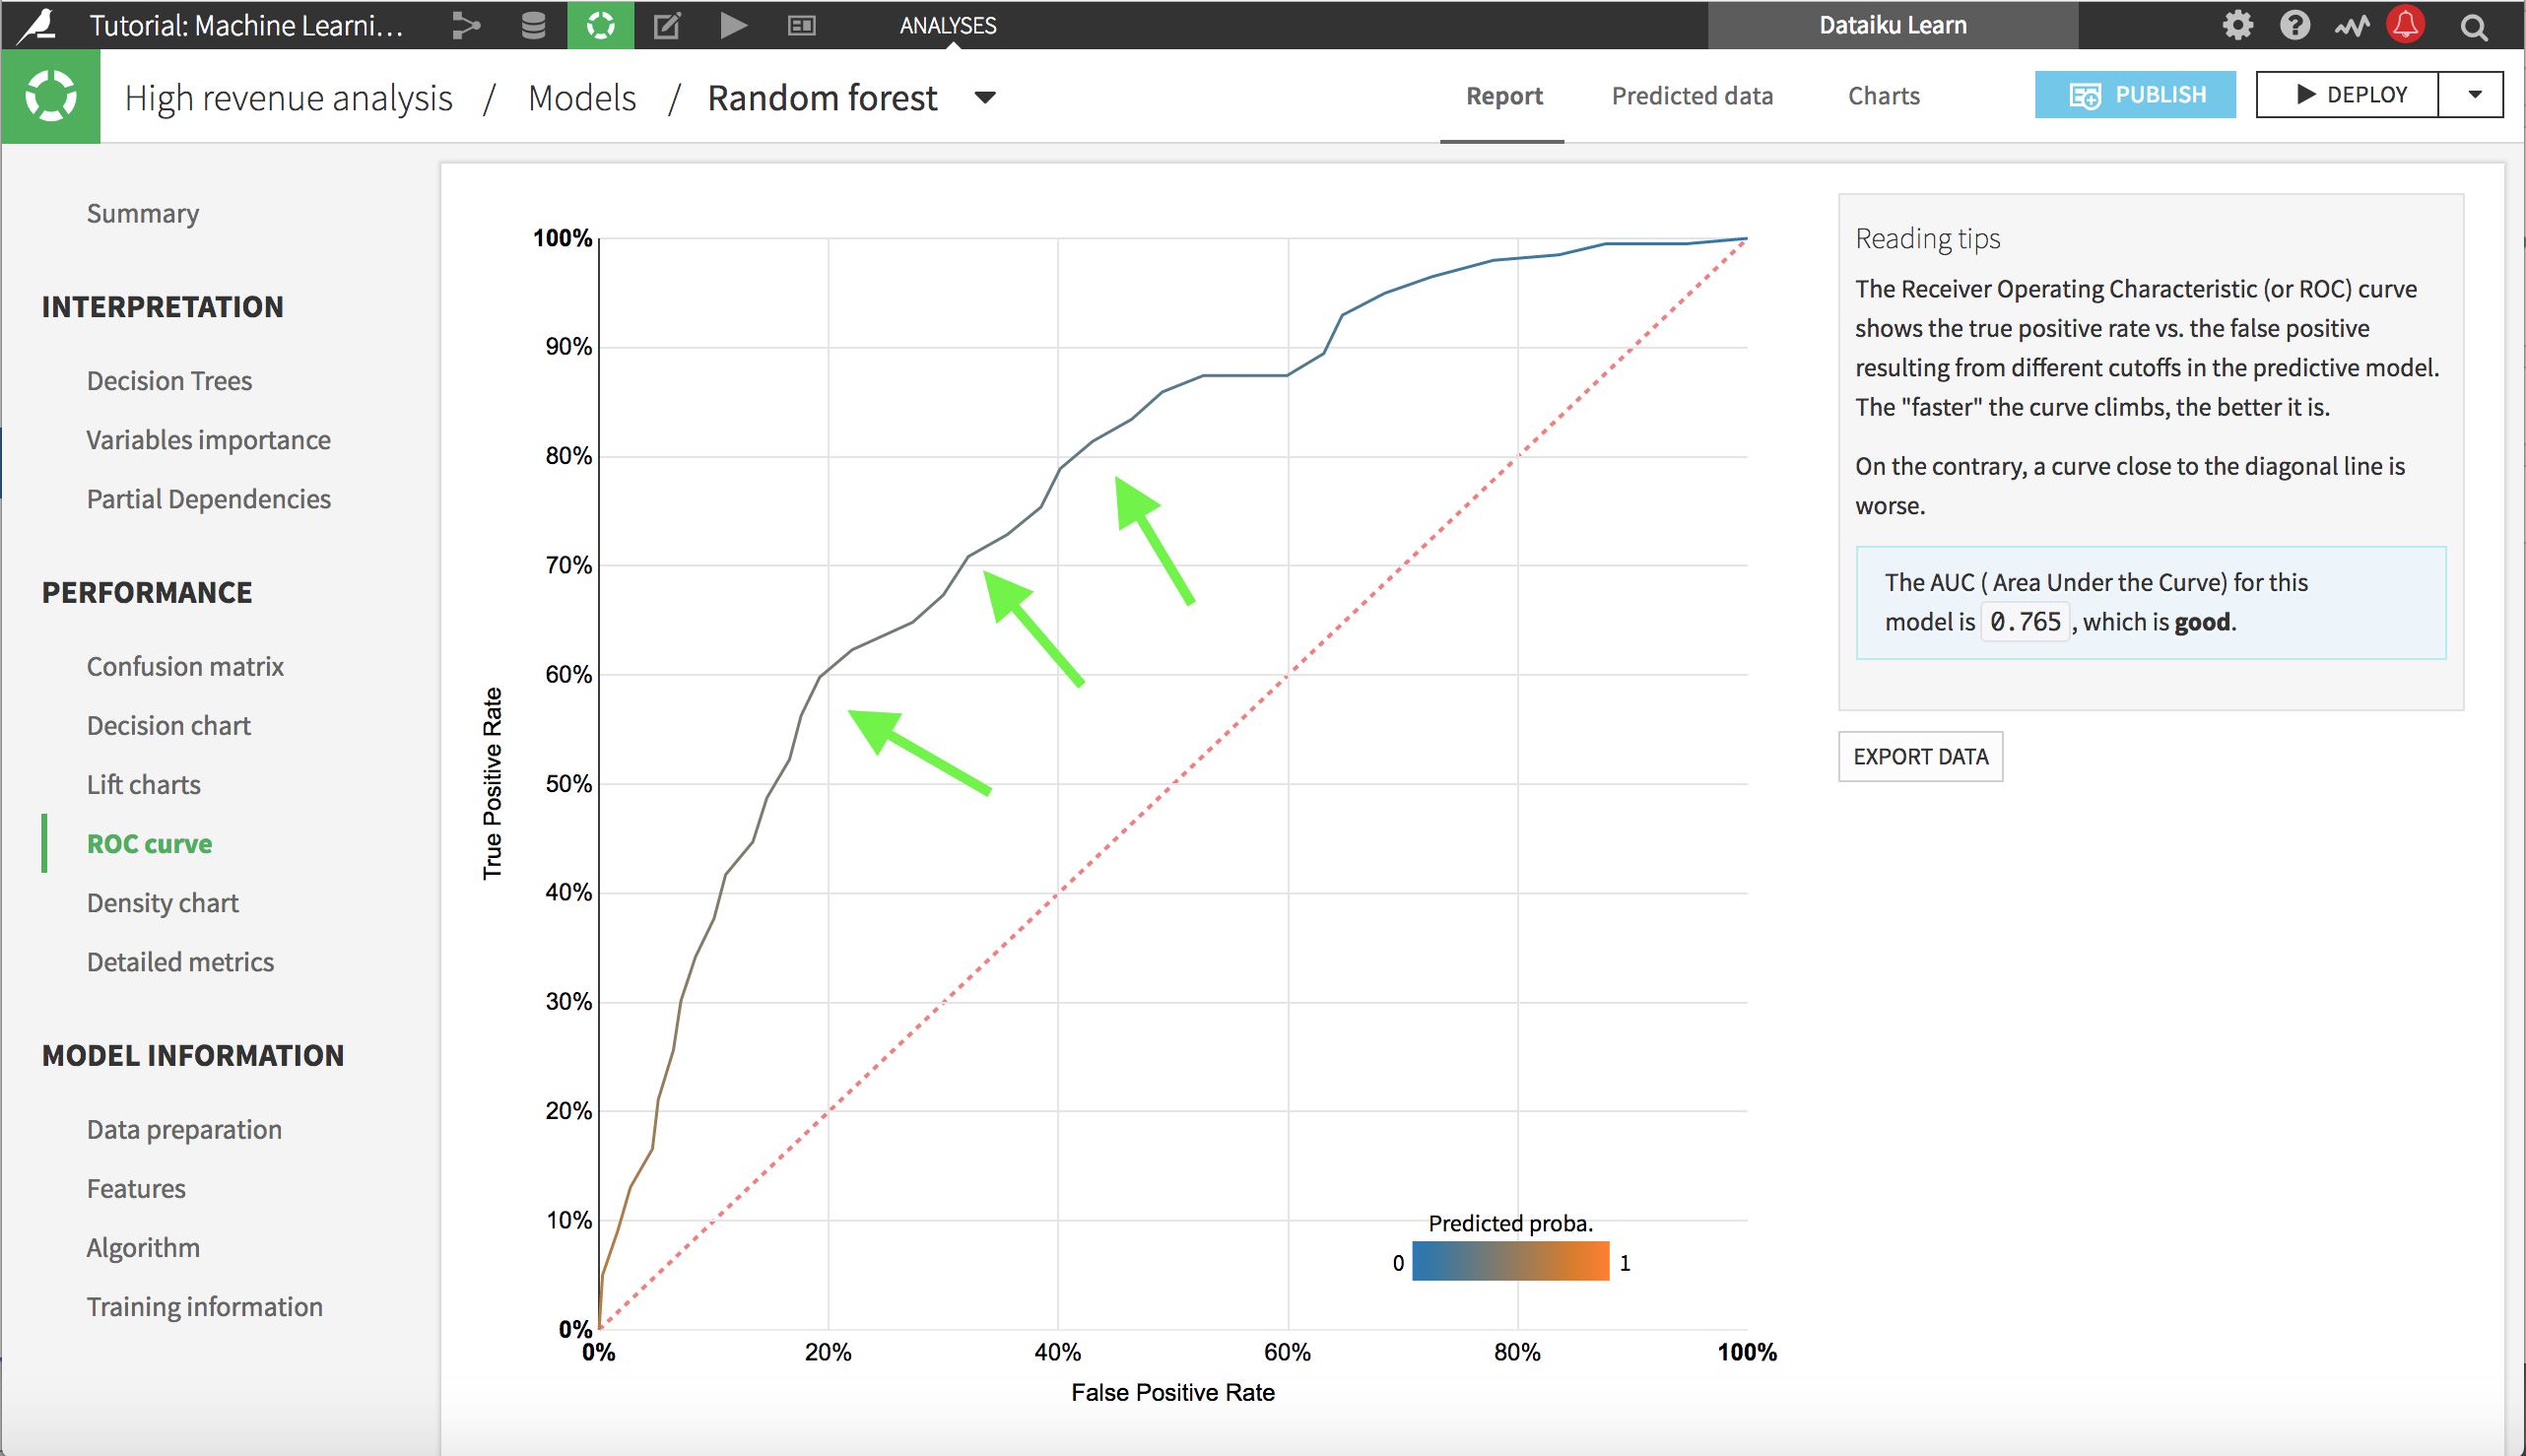 Tutorial: Machine Learni...
ANALYSES
Dataiku Learn
High revenue analysis / Models / Random forest
Report
Predicted data
Charts
PUBLISH
DEPLOY
Summary
INTERPRETATION
Decision Trees
Variables importance
Partial Dependencies
PERFORMANCE
Confusion matrix
Decision chart
Lift charts
ROC curve
Density chart
Detailed metrics
MODEL INFORMATION
Data preparation
Features
Algorithm
Training information
True Positive Rate
100%
90%
80%
70%
60%
50%
40%
30%
20%
10%
0%
0%
20%
40%
60%
80%
100%
False Positive Rate
Predicted proba.
0
1
Reading tips
The Receiver Operating Characteristic (or ROC) curve
shows the true positive rate vs. the false positive
resulting from different cutoffs in the predictive model.
The "faster" the curve climbs, the better it is.
On the contrary, a curve close to the diagonal line is
worse.
The AUC ( Area Under the Curve) for this
model is 0.765 , which is good.
EXPORT DATA